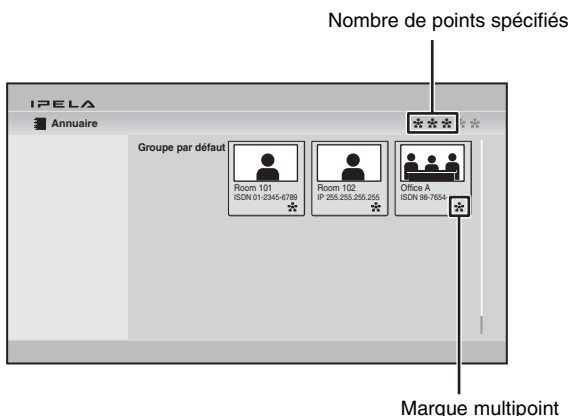 Nombre de points spécifiés
IPELA
Annuaire
Groupe par défaut
Room 101
ISDN 01-2345-6789
Room 102
IP 255.255.255.255
Office A
ISDN 98-7654-
Marque multipoint